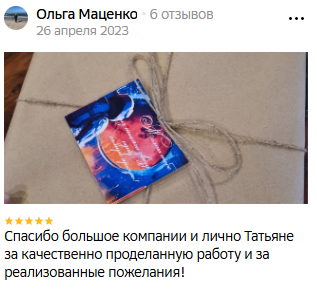 Ольга Маценко · 6 отзывов
26 апреля 2023
Спасибо большое компании и лично Татьяне
за качественно проделанную работу и за
реализованные пожелания!